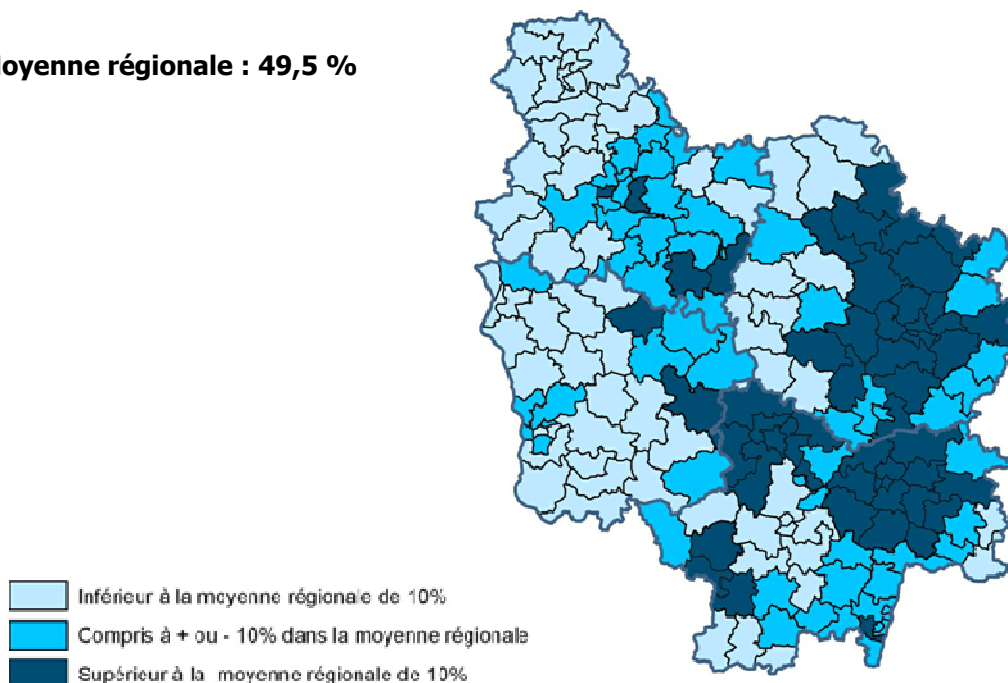 oyenne régionale : 49,5 %
Inférieur à la moyenne régionale de 10%
Compris à + ou - 10% dans la moyenne régionale
Supérieur à la moyenne régionale de 10%